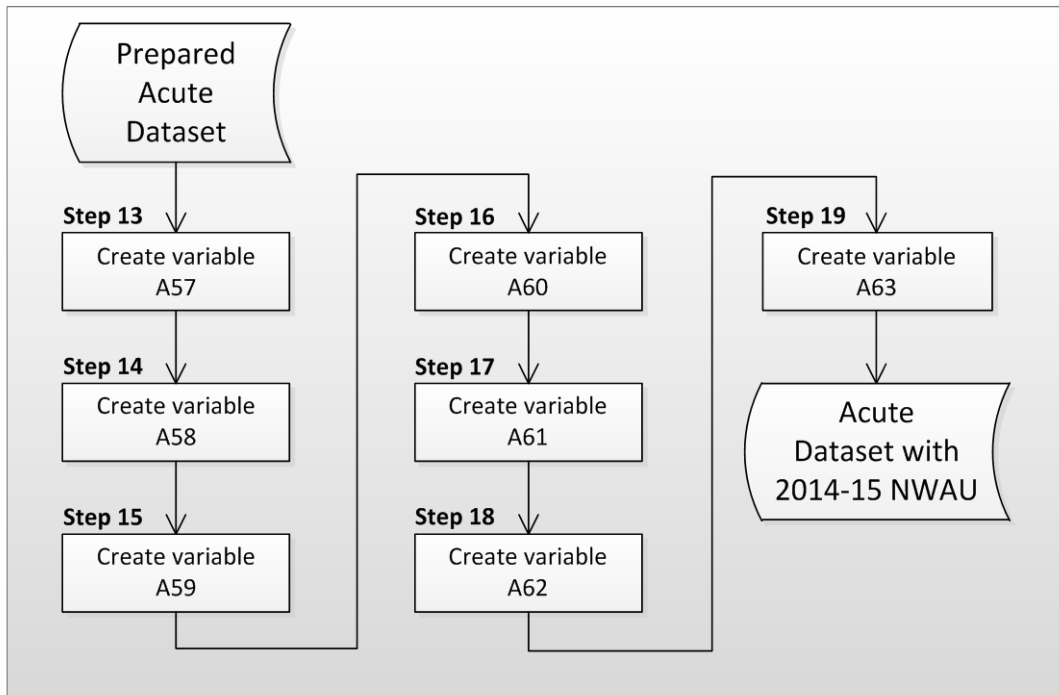 Prepared
Acute
Dataset
Step 13
Create variable
A57
Step 14
Create variable
A58
Step 15
Create variable
A59
Step 16
Create variable
A60
Step 17
Create variable
A61
Step 18
Create variable
A62
Step 19
Create variable
A63
Acute
Dataset with
2014-15 NWAU